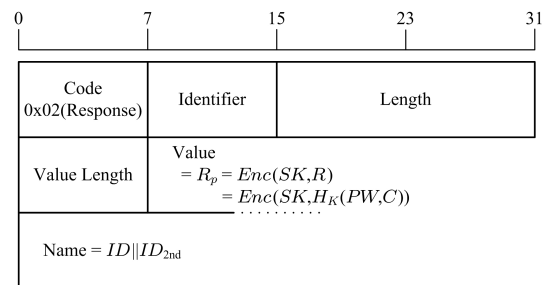 0 7 15 23 31
Code
0x02(Response)
Identifier
Length
Value Length
Value
= R_p = Enc(SK,R)
= Enc(SK,H_K(PW,C))
Name = ID||ID_2nd